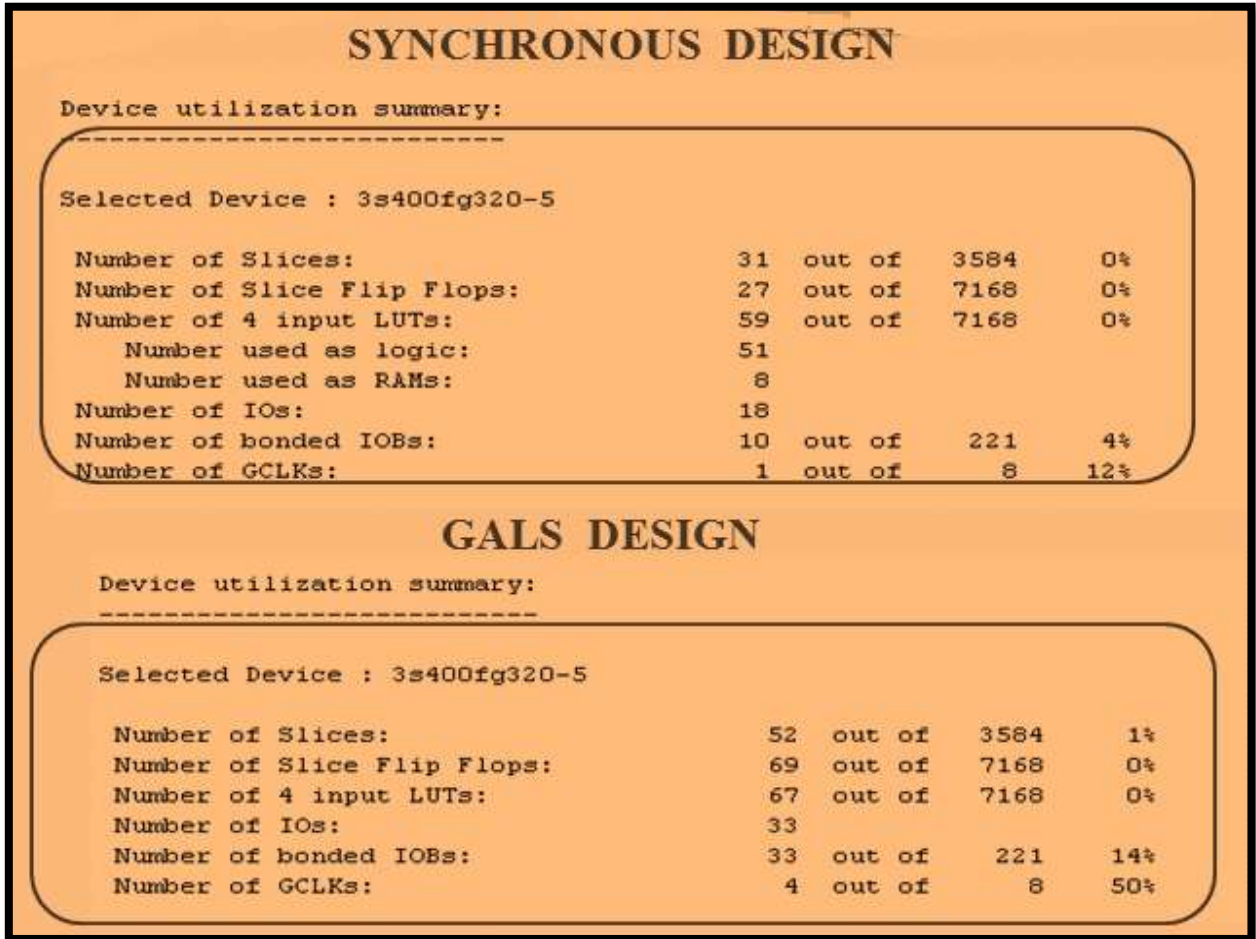 SYNCHRONOUS DESIGN
Device utilization summary:
---------------------------
Selected Device : 3s400fg320-5
Number of Slices: 31 out of 3584 0%
Number of Slice Flip Flops: 27 out of 7168 0%
Number of 4 input LUTs: 59 out of 7168 0%
Number used as logic: 51
Number used as RAMs: 8
Number of IOs: 18
Number of bonded IOBs: 10 out of 221 4%
Number of GCLKs: 1 out of 8 12%
GALS DESIGN
Device utilization summary:
---------------------------
Selected Device : 3s400fg320-5
Number of Slices: 52 out of 3584 1%
Number of Slice Flip Flops: 69 out of 7168 0%
Number of 4 input LUTs: 67 out of 7168 0%
Number of IOs: 33
Number of bonded IOBs: 33 out of 221 14%
Number of GCLKs: 4 out of 8 50%